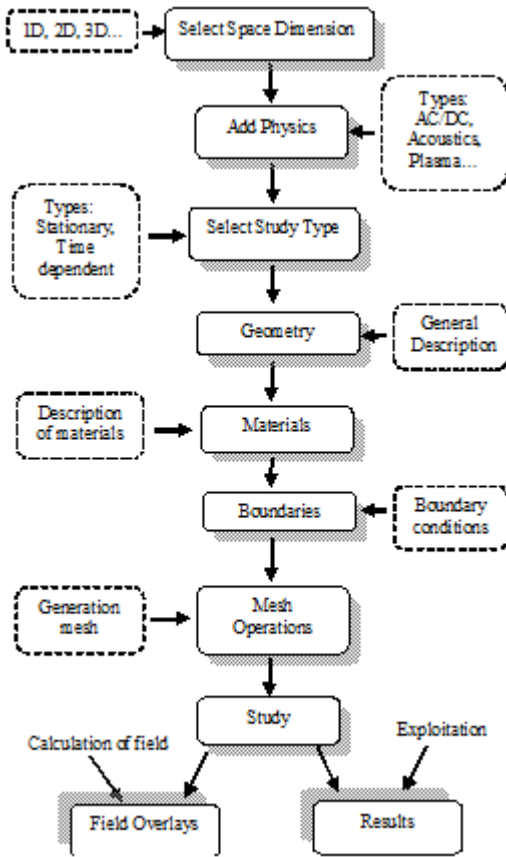 1D, 2D, 3D...
Select Space Dimension
Add Physics
Types:
AC/DC,
Acoustics,
Plasma...
Types:
Stationary,
Time
dependent
Select Study Type
Geometry
General
Description
Description
of materials
Materials
Boundaries
Boundary
conditions
Generation
mesh
Mesh
Operations
Study
Calculation of field
Exploitation
Field Overlays
Results